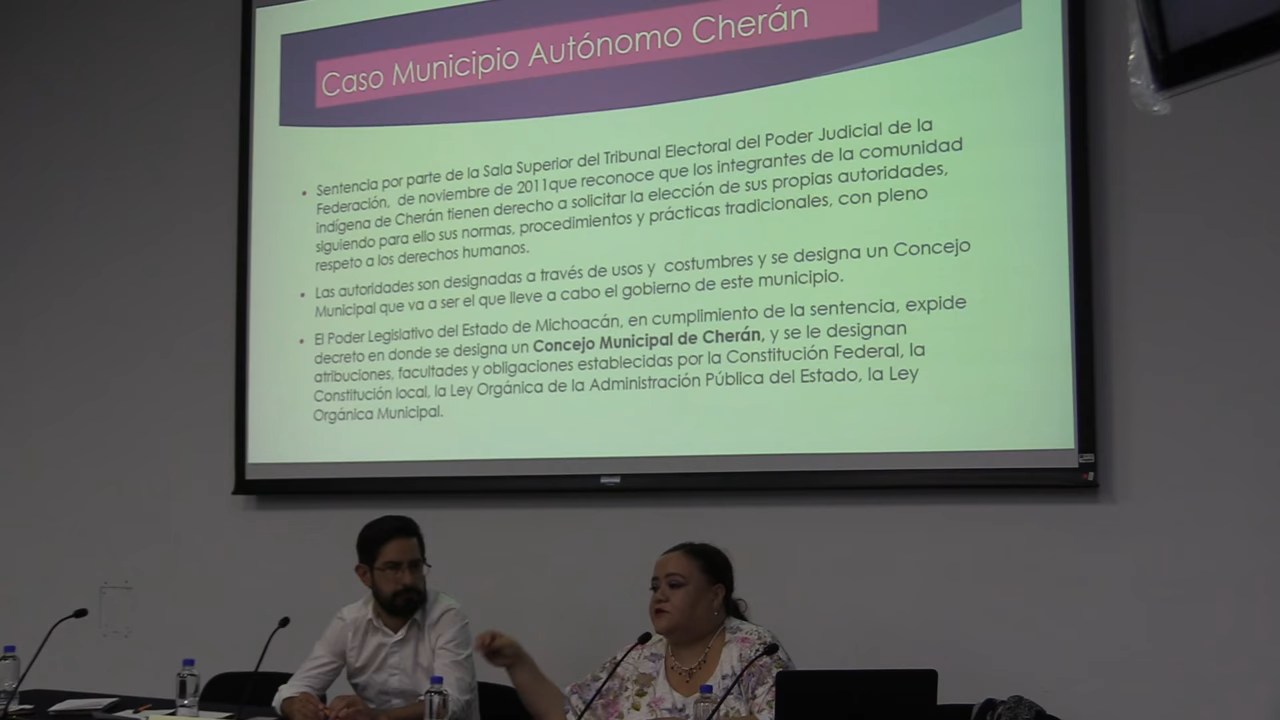 Caso Municipio Autónomo Cherán
• Sentencia por parte de la Sala Superior del Tribunal Electoral del Poder Judicial de la
Federación, de noviembre de 2011que reconoce que los integrantes de la comunidad
indígena de Cherán tienen derecho a solicitar la elección de sus propias autoridades,
siguiendo para ello sus normas, procedimientos y prácticas tradicionales, con pleno
respeto a los derechos humanos.
• Las autoridades son designadas a través de usos y costumbres y se designa un Concejo
Municipal que va a ser el que lleve a cabo el gobierno de este municipio.
• El Poder Legislativo del Estado de Michoacán, en cumplimiento de la sentencia, expide
decreto en donde se designa un Concejo Municipal de Cherán, y se le designan
atribuciones, facultades y obligaciones establecidas por la Constitución Federal, la
Constitución local, la Ley Orgánica de la Administración Pública del Estado, la Ley
Orgánica Municipal.